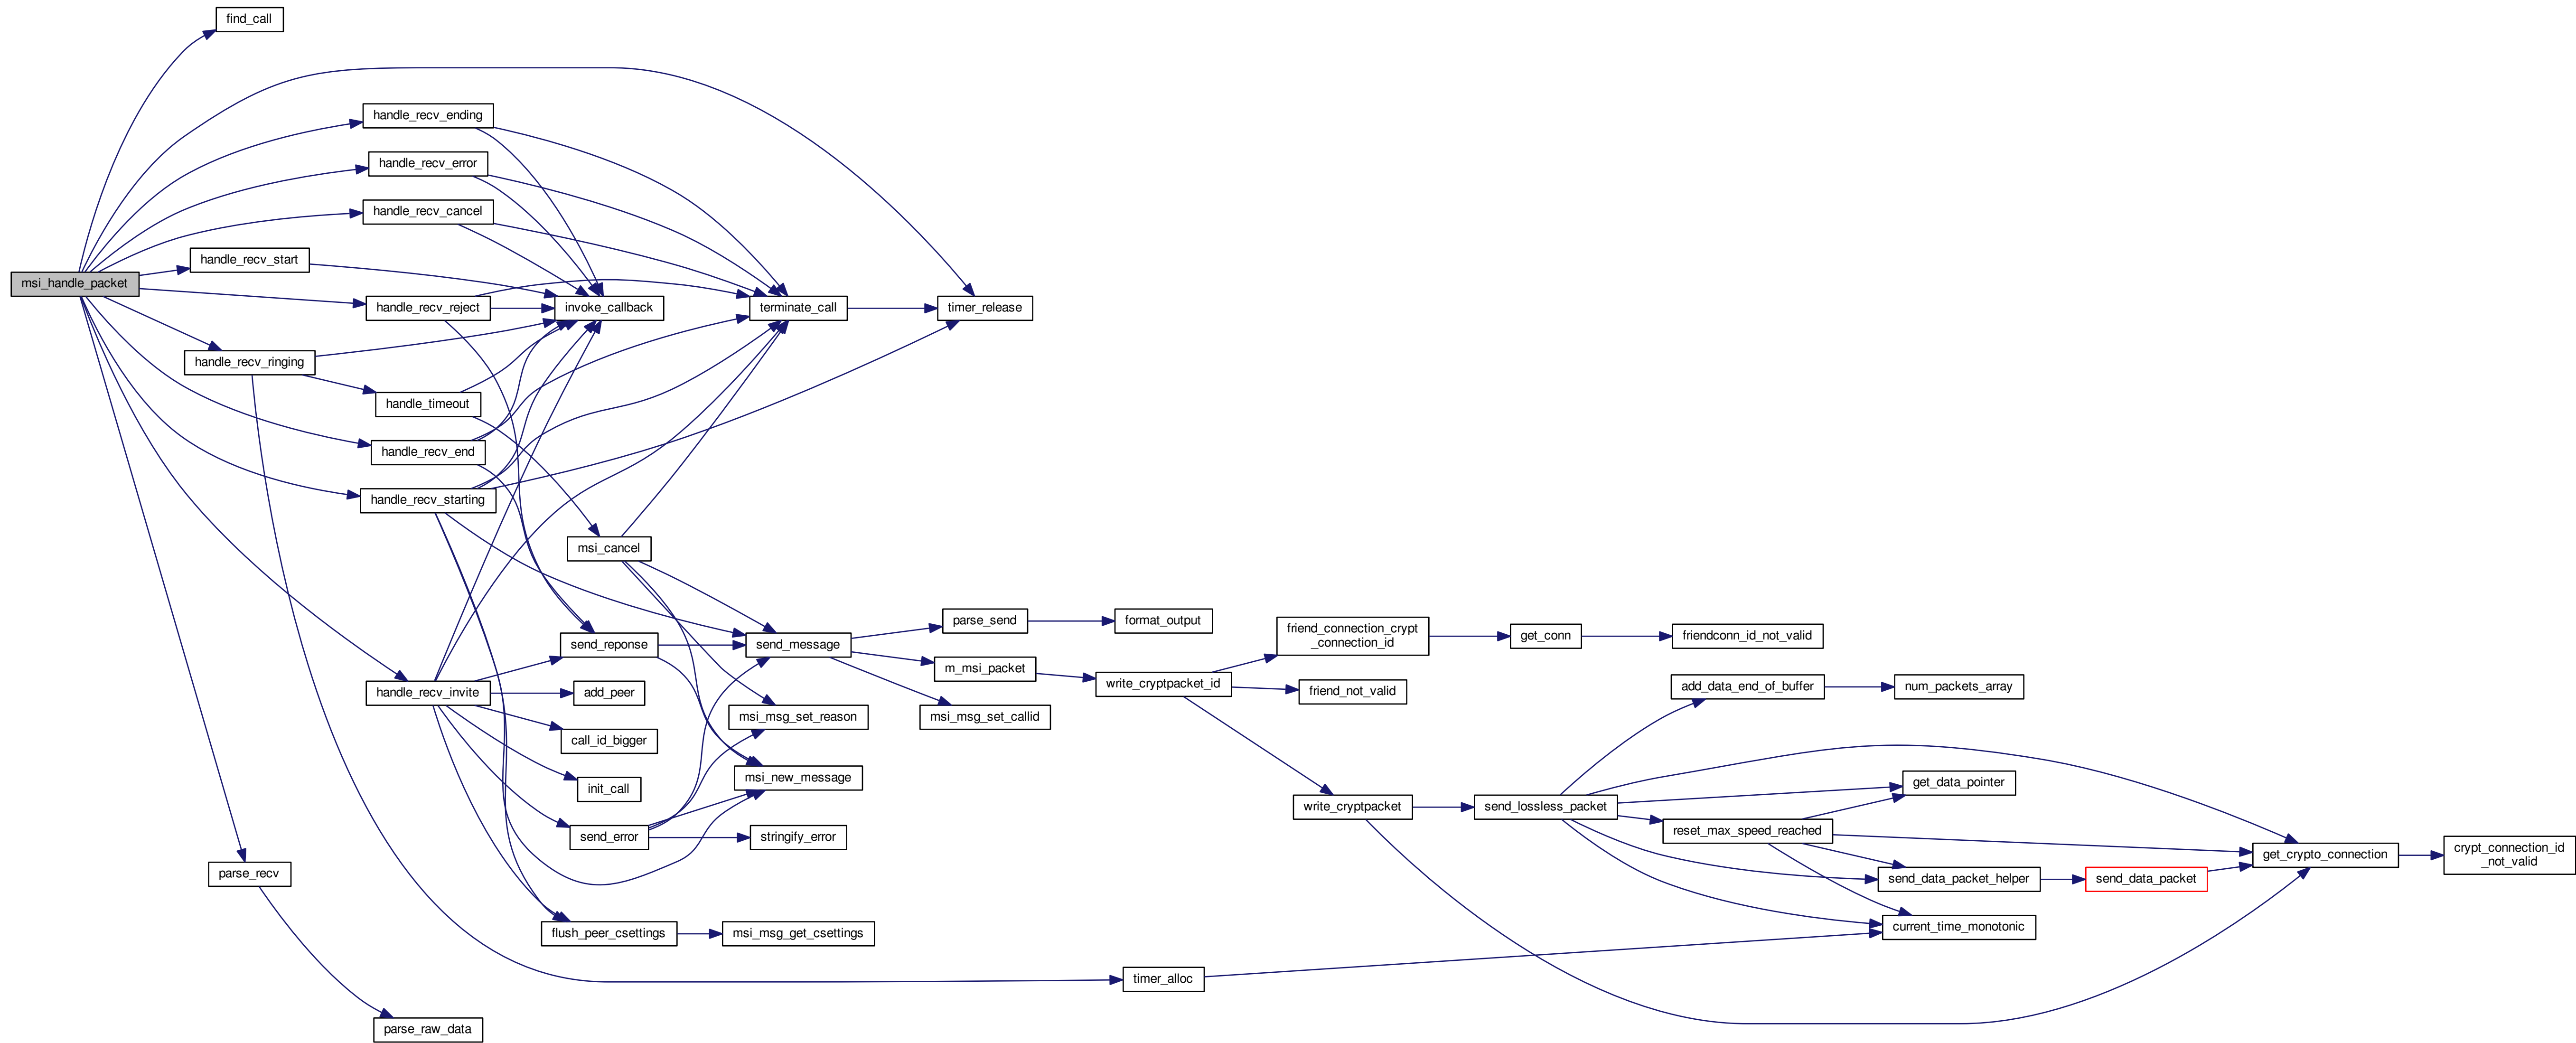 find_call
handle_recv_ending
handle_recv_error
handle_recv_cancel
handle_recv_start
msi_handle_packet
handle_recv_reject
invoke_callback
terminate_call
timer_release
handle_recv_ringing
handle_timeout
handle_recv_end
handle_recv_starting
msi_cancel
parse_send
format_output
friend_connection_crypt
_connection_id
get_conn
friendconn_id_not_valid
send_reponse
send_message
m_msi_packet
write_cryptpacket_id
friend_not_valid
handle_recv_invite
add_peer
msi_msg_set_reason
msi_msg_set_callid
add_data_end_of_buffer
num_packets_array
call_id_bigger
init_call
msi_new_message
get_data_pointer
write_cryptpacket
send_lossless_packet
send_error
stringify_error
reset_max_speed_reached
get_crypto_connection
crypt_connection_id
_not_valid
parse_recv
send_data_packet_helper
send_data_packet
flush_peer_csettings
msi_msg_get_csettings
current_time_monotonic
timer_alloc
parse_raw_data